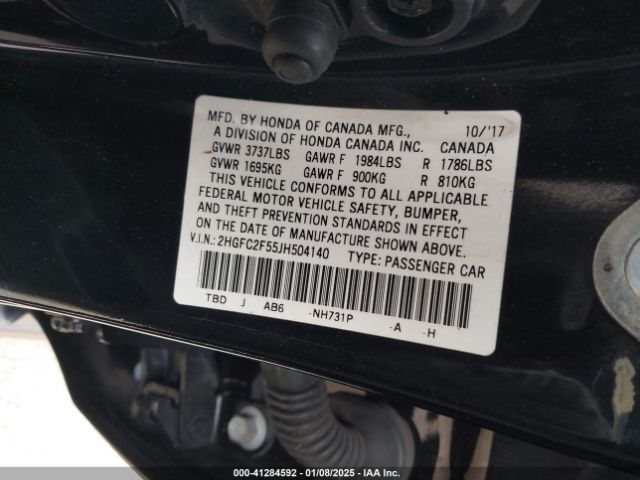 MFD. BY HONDA OF CANADA MFG., 10/'17
A DIVISION OF HONDA CANADA INC. CANADA
GVWR 3737LBS GAWR F 1984LBS R 1786LBS
GVWR 1695KG GAWR F 900KG R 810KG
THIS VEHICLE CONFORMS TO ALL APPLICABLE
FEDERAL MOTOR VEHICLE SAFETY, BUMPER,
AND THEFT PREVENTION STANDARDS IN EFFECT
ON THE DATE OF MANUFACTURE SHOWN ABOVE.
V.I.N.: 2HGFC2F55JH504140 TYPE: PASSENGER CAR
TBD J AB6 -NH731P -A -H
000-41284592 - 01/08/2025 - IAA Inc.